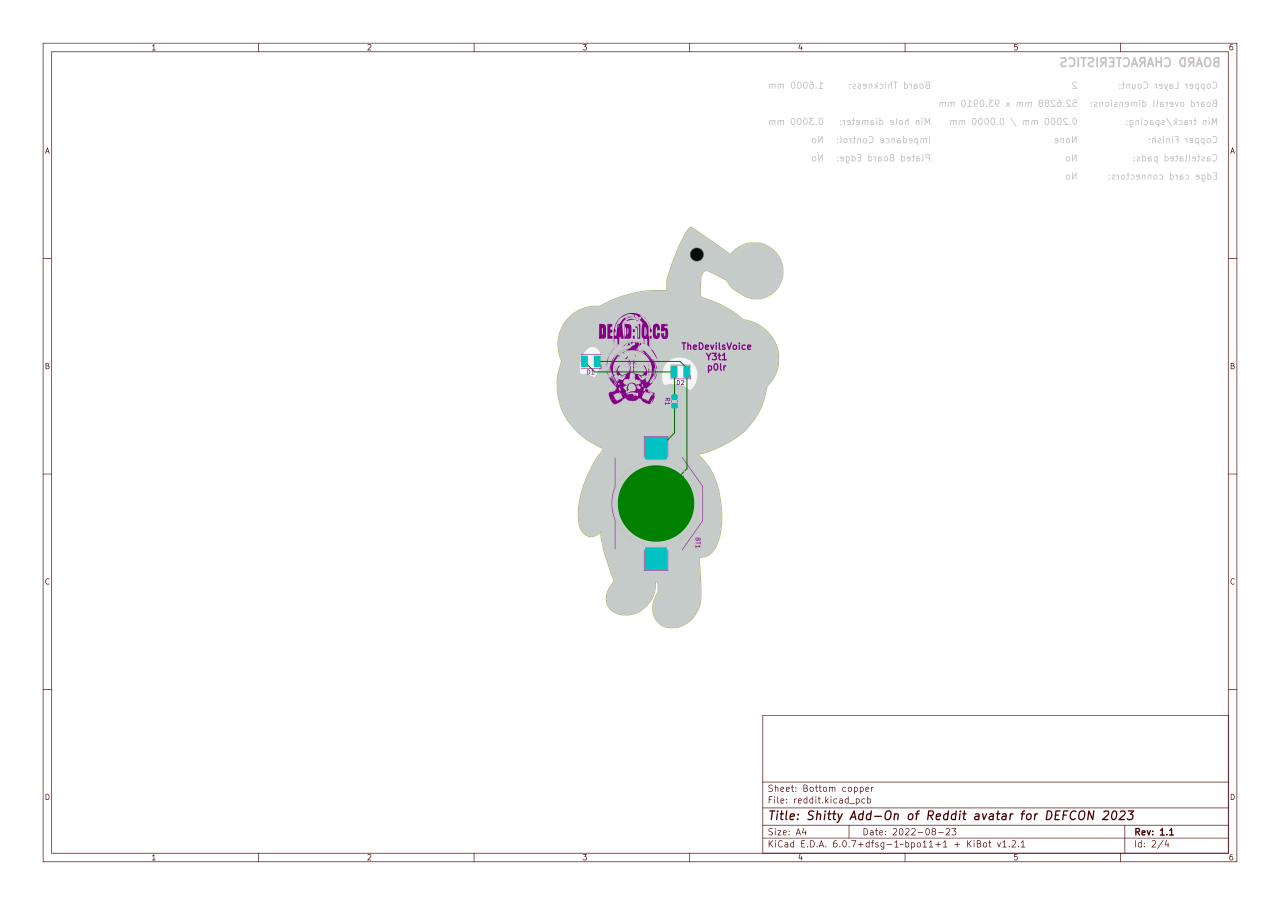 1 2 3 4 5 6
BOARD CHARACTERISTICS
Copper Layer Count: 2 Board Thickness: 1.6000 mm
Board overall dimensions: 52.6288 mm x 93.0910 mm
Min track/spacing: 0.2000 mm / 0.0000 mm Min hole diameter: 0.3000 mm
Copper Finish: None Impedance Control: No
Castellated pads: No Plated Board Edge: No
Edge card connectors: No
A A
DEAD:10:C5
TheDevilsVoice
Y3t1
p0lr
B B
D1
D2
R1
BT1
C C
D D
Sheet: Bottom copper
File: reddit.kicad_pcb
Title: Shitty Add-On of Reddit avatar for DEFCON 2023
Size: A4 Date: 2022-08-23 Rev: 1.1
KiCad E.D.A. 6.0.7+dfsg-1-bpo11+1 + KiBot v1.2.1 Id: 2/4
1 2 3 4 5 6